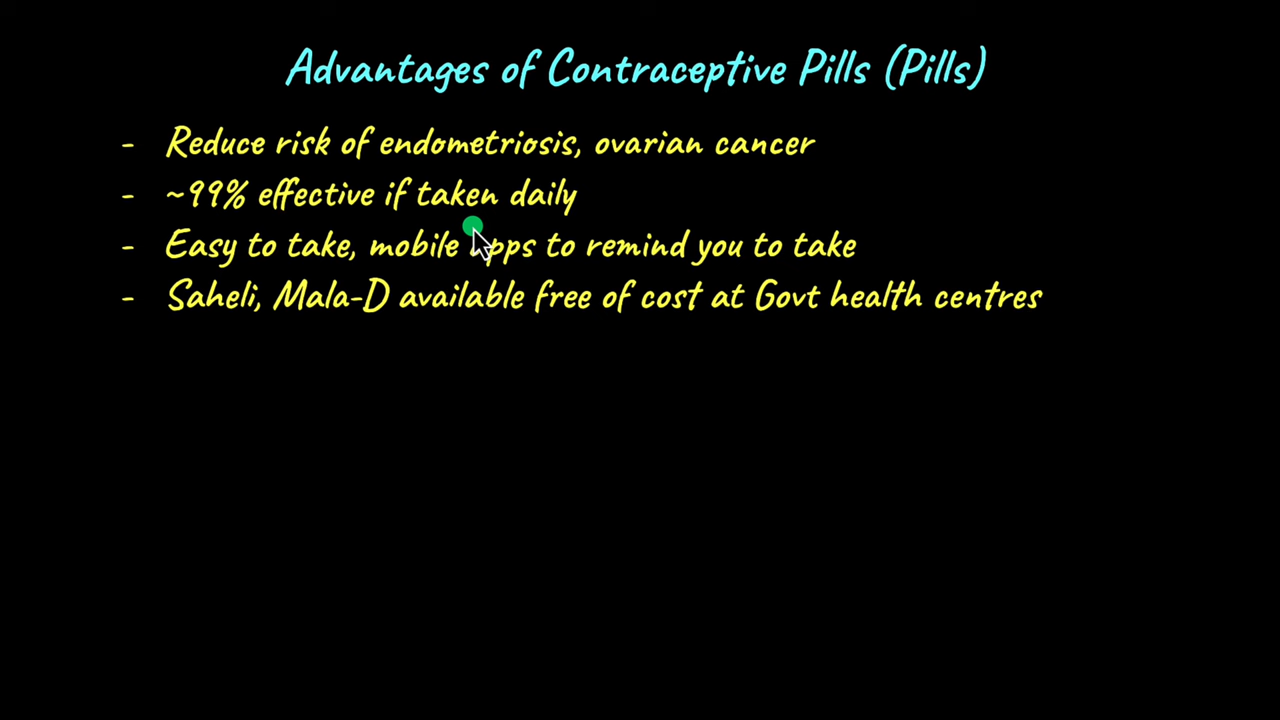 Advantages of Contraceptive Pills (Pills)
- Reduce risk of endometriosis, ovarian cancer
- ~99% effective if taken daily
- Easy to take, mobile apps to remind you to take
- Saheli, Mala-D available free of cost at Govt health centres